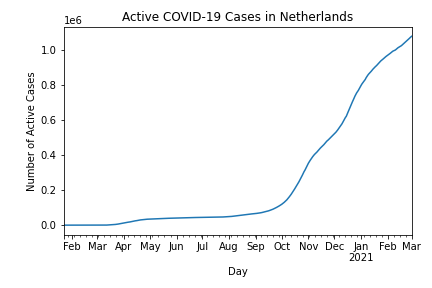 Active COVID-19 Cases in Netherlands
1e6
Number of Active Cases
1.0
0.8
0.6
0.4
0.2
0.0
Feb Mar Apr May Jun Jul Aug Sep Oct Nov Dec Jan Feb Mar
2021
Day